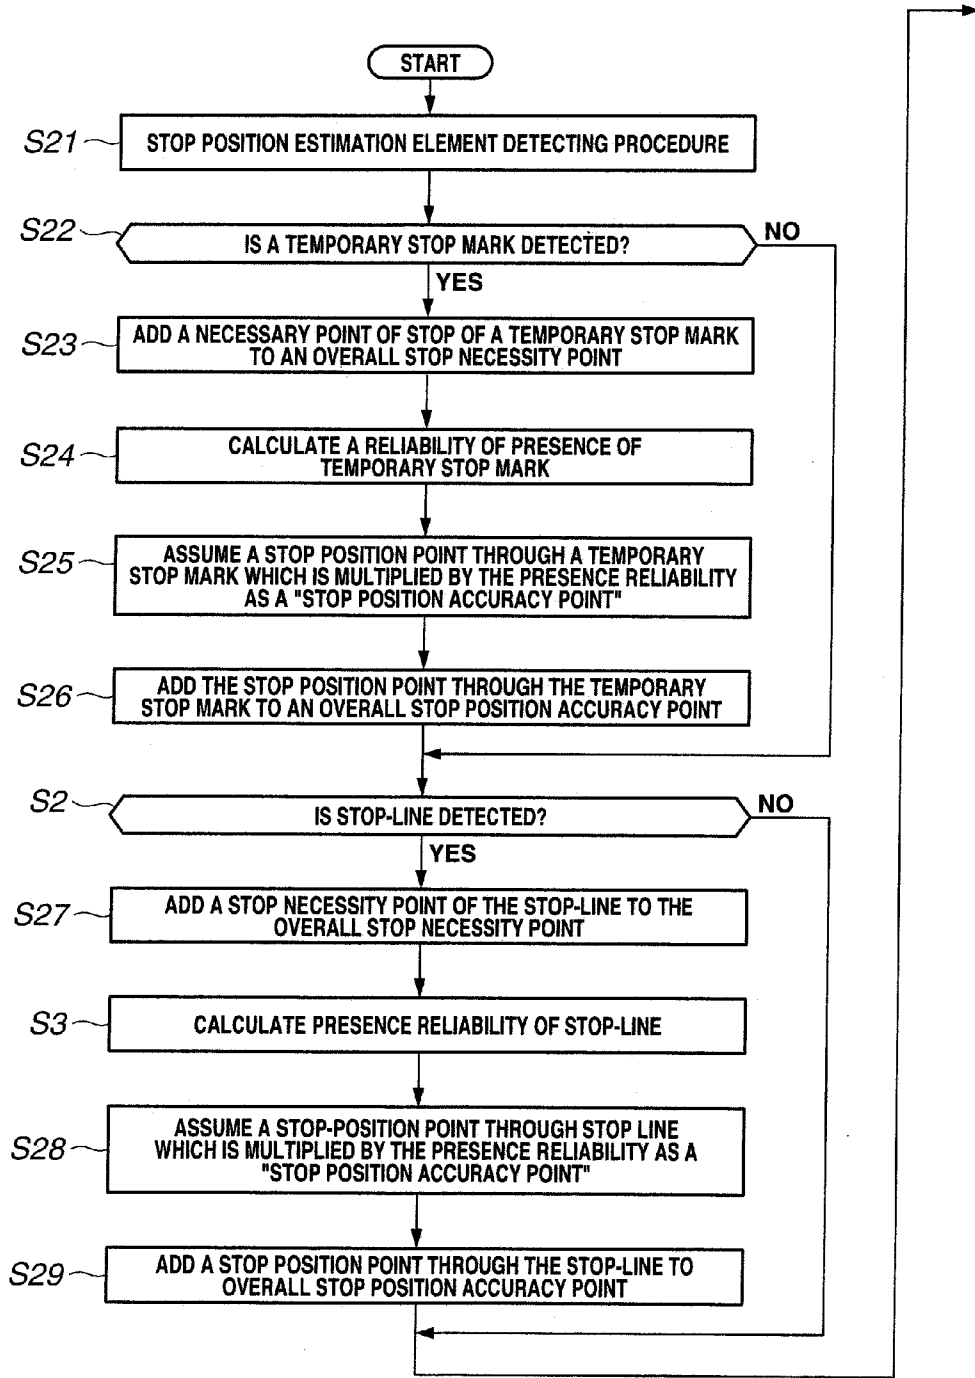 START
S21
STOP POSITION ESTIMATION ELEMENT DETECTING PROCEDURE
S22
IS A TEMPORARY STOP MARK DETECTED?
NO
YES
S23
ADD A NECESSARY POINT OF STOP OF A TEMPORARY STOP MARK
TO AN OVERALL STOP NECESSITY POINT
S24
CALCULATE A RELIABILITY OF PRESENCE OF
TEMPORARY STOP MARK
S25
ASSUME A STOP POSITION POINT THROUGH A TEMPORARY
STOP MARK WHICH IS MULTIPLIED BY THE PRESENCE RELIABILITY
AS A "STOP POSITION ACCURACY POINT"
S26
ADD THE STOP POSITION POINT THROUGH THE TEMPORARY
STOP MARK TO AN OVERALL STOP POSITION ACCURACY POINT
S2
IS STOP-LINE DETECTED?
NO
YES
S27
ADD A STOP NECESSITY POINT OF THE STOP-LINE TO THE
OVERALL STOP NECESSITY POINT
S3
CALCULATE PRESENCE RELIABILITY OF STOP-LINE
S28
ASSUME A STOP-POSITION POINT THROUGH STOP LINE
WHICH IS MULTIPLIED BY THE PRESENCE RELIABILITY AS A
"STOP POSITION ACCURACY POINT"
S29
ADD A STOP POSITION POINT THROUGH THE STOP-LINE TO
OVERALL STOP POSITION ACCURACY POINT